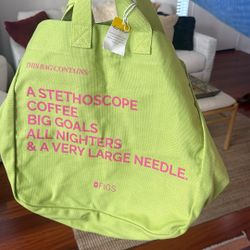 THIS BAG CONTAINS:
A STETHOSCOPE
COFFEE
BIG GOALS
ALL NIGHTERS
& A VERY LARGE NEEDLE.
FIGS